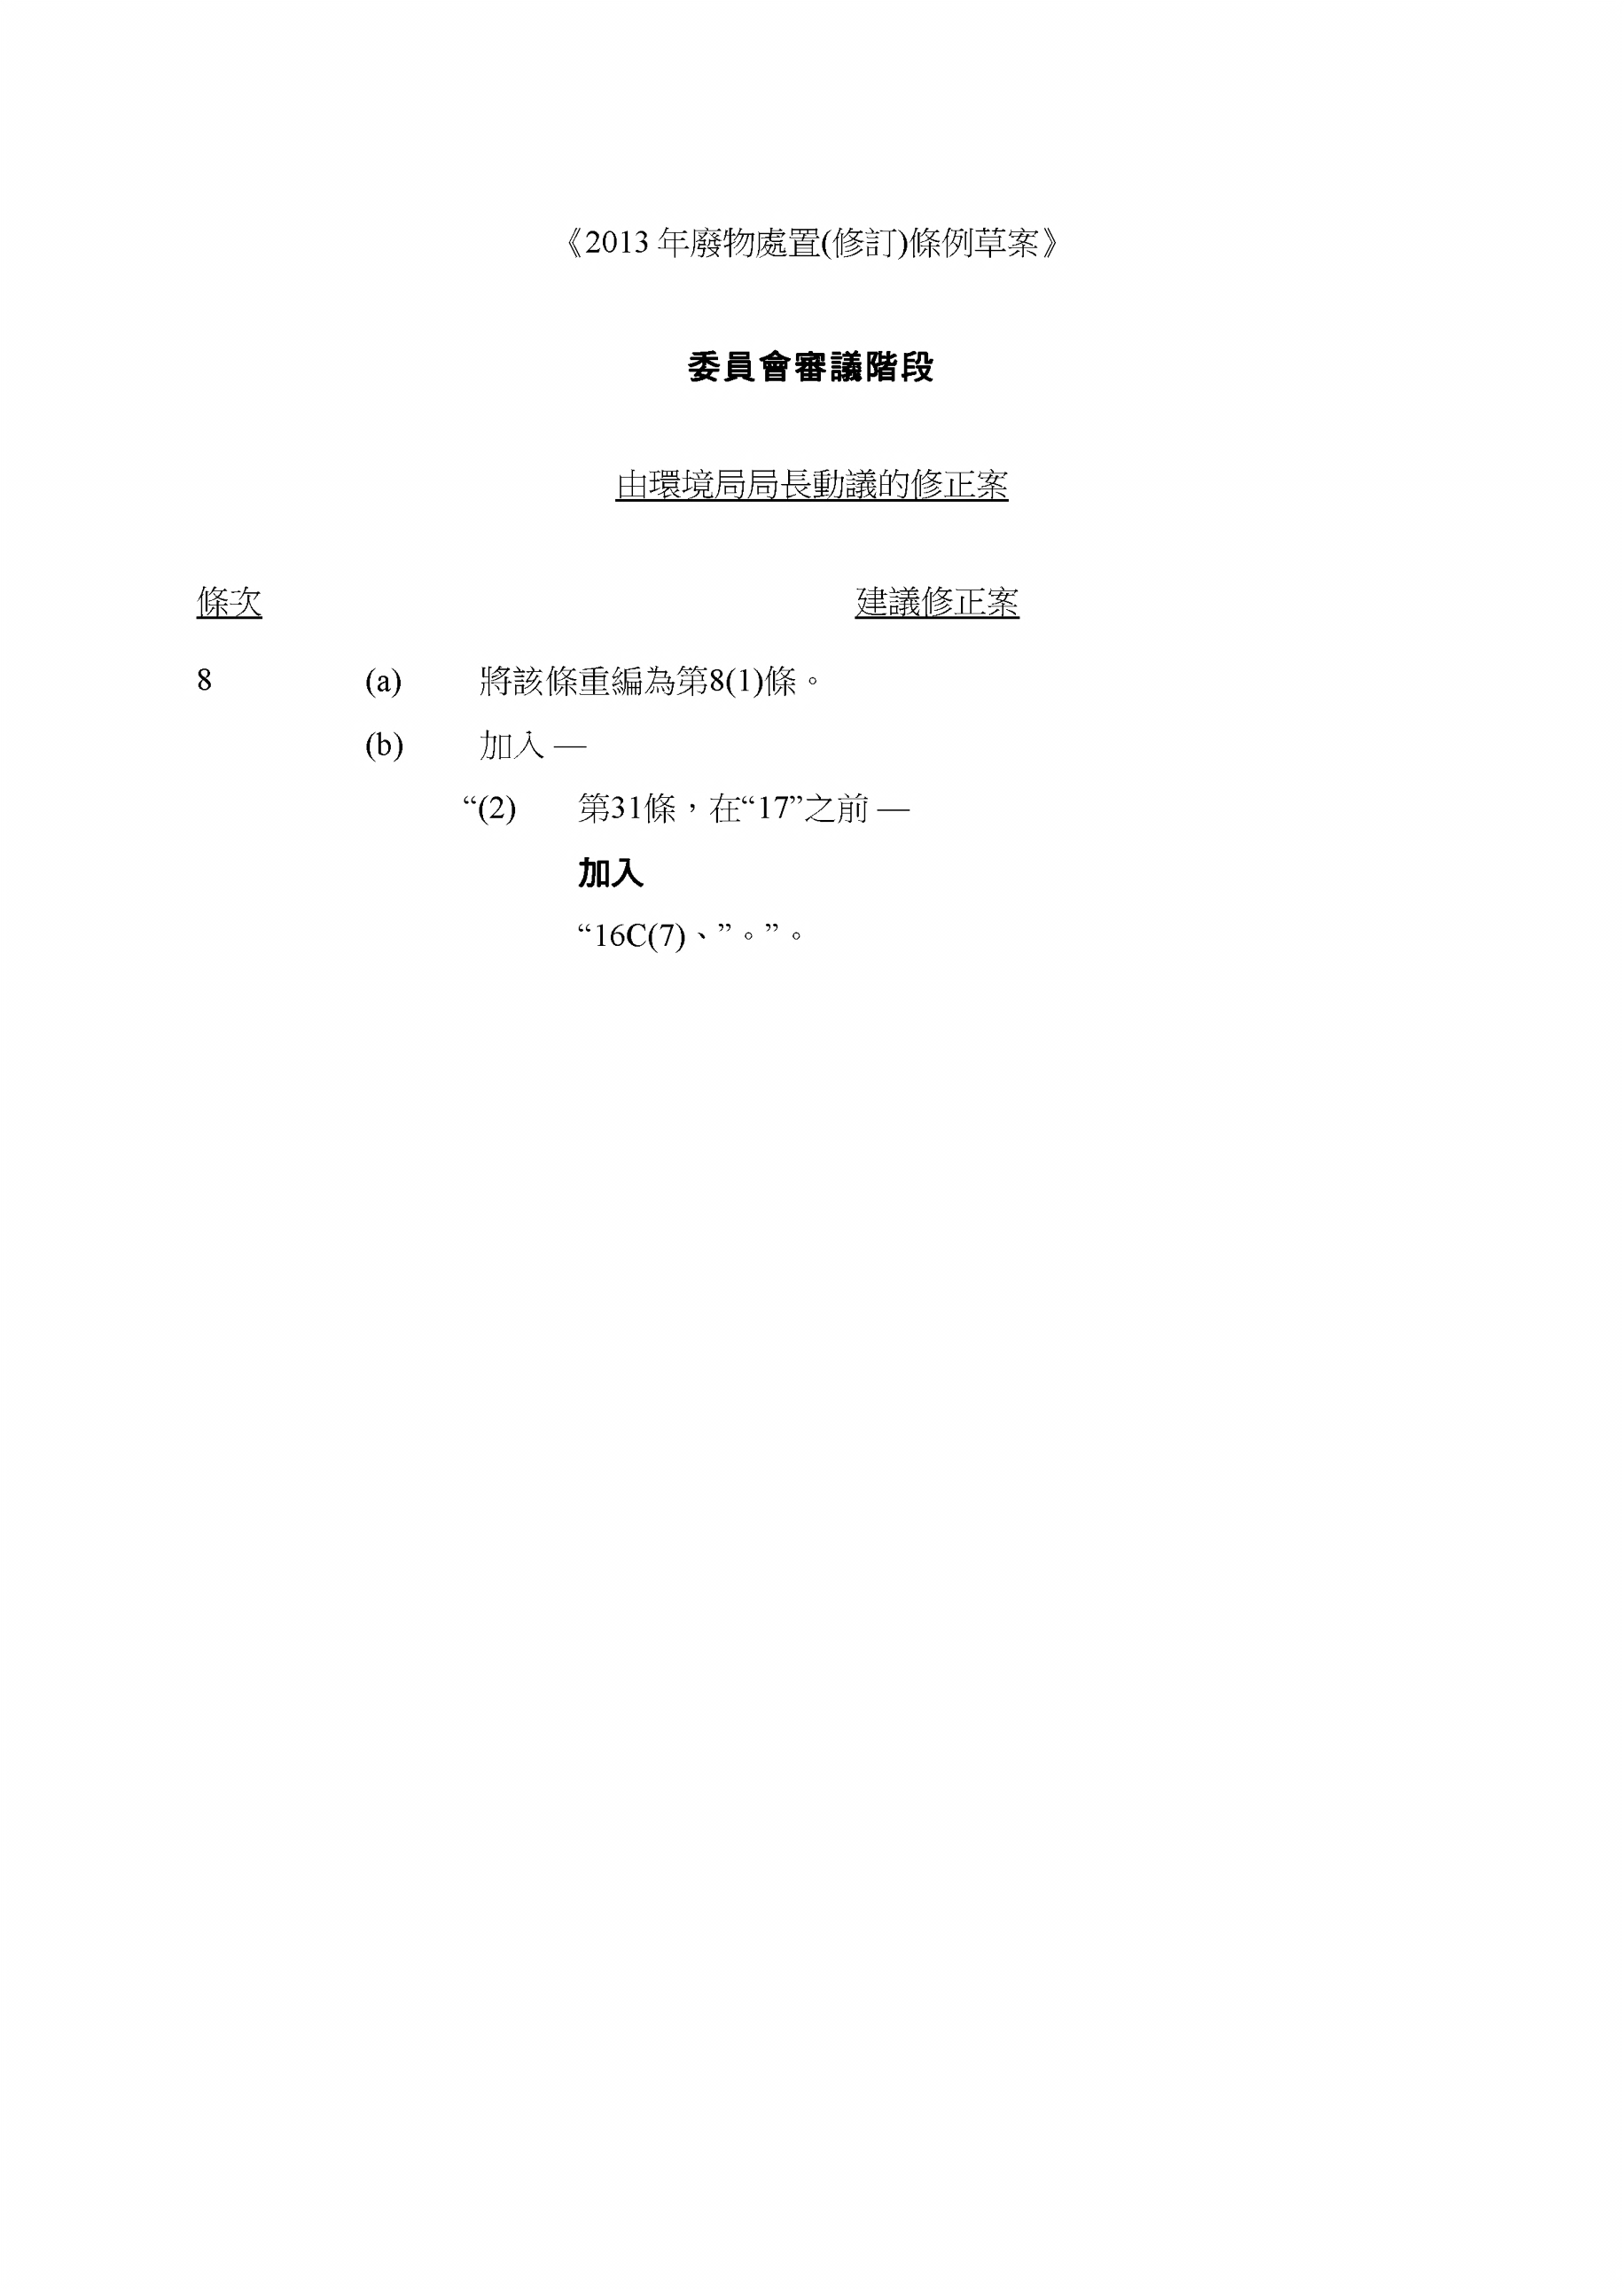 《2013 年廢物處置(修訂)條例草案》
委員會審議階段
由環境局局長動議的修正案
條次 建議修正案
8 (a) 將該條重編為第8(1)條。
(b) 加入 —
“(2) 第31條，在“17”之前 —
加入
“16C(7)、”。”。